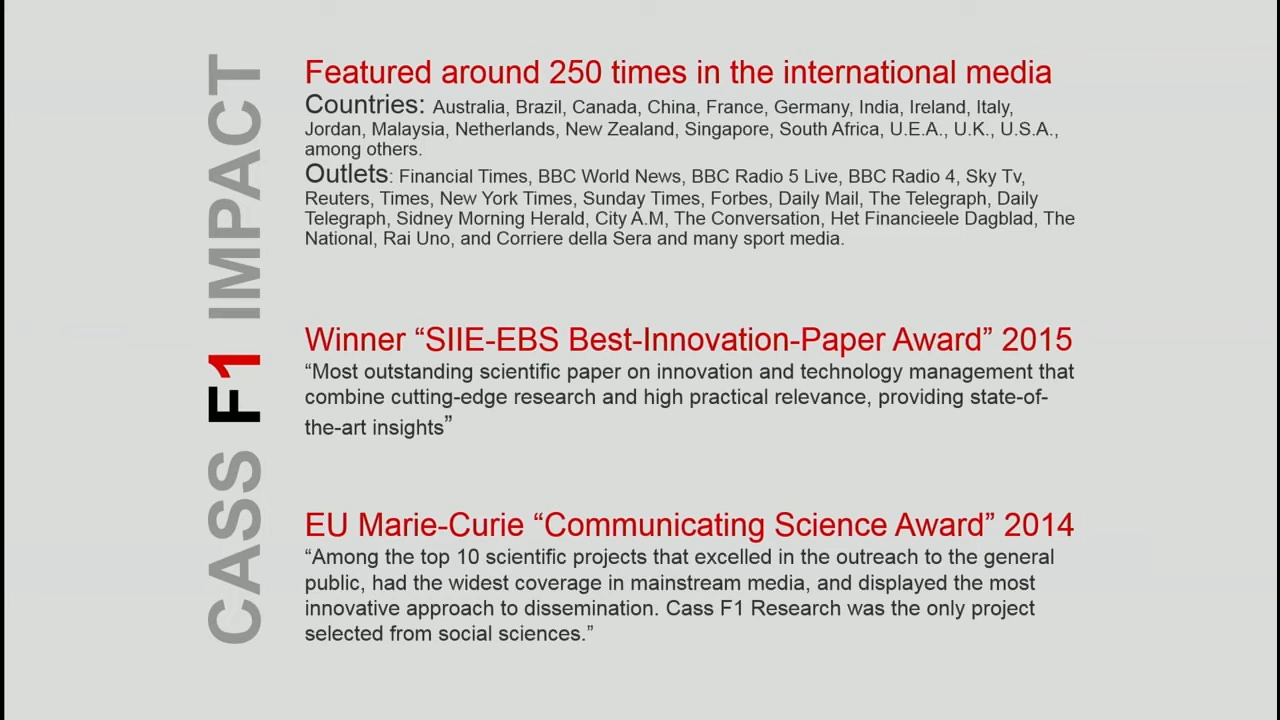 CASS F1 IMPACT
Featured around 250 times in the international media
Countries: Australia, Brazil, Canada, China, France, Germany, India, Ireland, Italy,
Jordan, Malaysia, Netherlands, New Zealand, Singapore, South Africa, U.E.A., U.K., U.S.A.,
among others.
Outlets: Financial Times, BBC World News, BBC Radio 5 Live, BBC Radio 4, Sky Tv,
Reuters, Times, New York Times, Sunday Times, Forbes, Daily Mail, The Telegraph, Daily
Telegraph, Sidney Morning Herald, City A.M, The Conversation, Het Financieele Dagblad, The
National, Rai Uno, and Corriere della Sera and many sport media.
Winner “SIIE-EBS Best-Innovation-Paper Award” 2015
“Most outstanding scientific paper on innovation and technology management that
combine cutting-edge research and high practical relevance, providing state-of-
the-art insights”
EU Marie-Curie “Communicating Science Award” 2014
“Among the top 10 scientific projects that excelled in the outreach to the general
public, had the widest coverage in mainstream media, and displayed the most
innovative approach to dissemination. Cass F1 Research was the only project
selected from social sciences.”